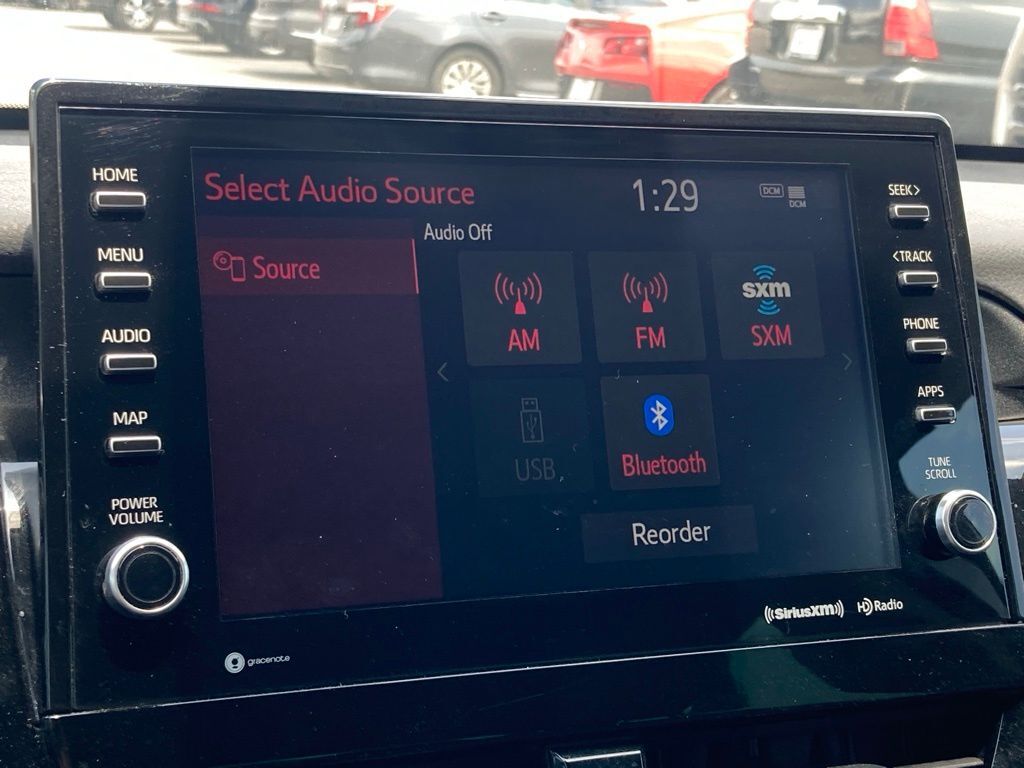 HOME
MENU
AUDIO
MAP
POWER
VOLUME
Select Audio Source
1:29
DCM
DCM
Audio Off
Source
AM
FM
sxm
SXM
USB
Bluetooth
Reorder
SEEK>
<TRACK
PHONE
APPS
TUNE
SCROLL
gracenote
((SiriusXM))
HD Radio